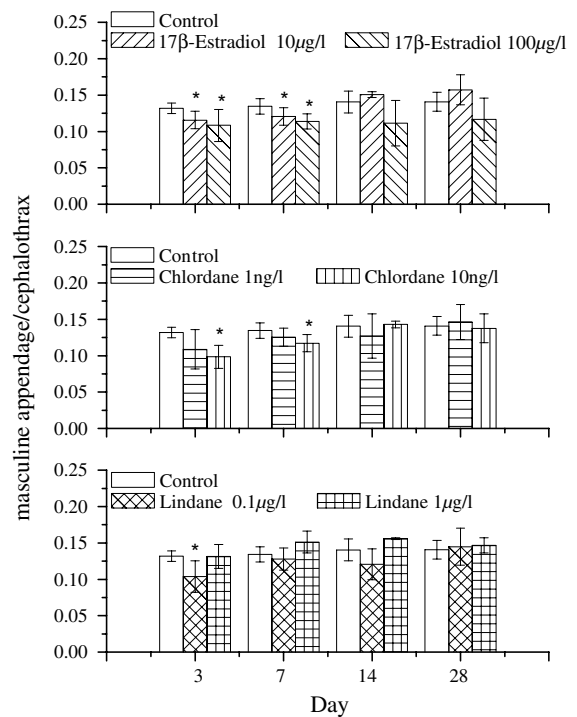 masculine appendage/cephalothrax
0.25
0.20
0.15
0.10
0.05
0.00
Control
17β-Estradiol 10µg/l 17β-Estradiol 100µg/l
* * * *
0.25
0.20
0.15
0.10
0.05
0.00
Control
Chlordane 1ng/l Chlordane 10ng/l
* *
0.25
0.20
0.15
0.10
0.05
0.00
Control
Lindane 0.1µg/l Lindane 1µg/l
*
3 7 14 28
Day